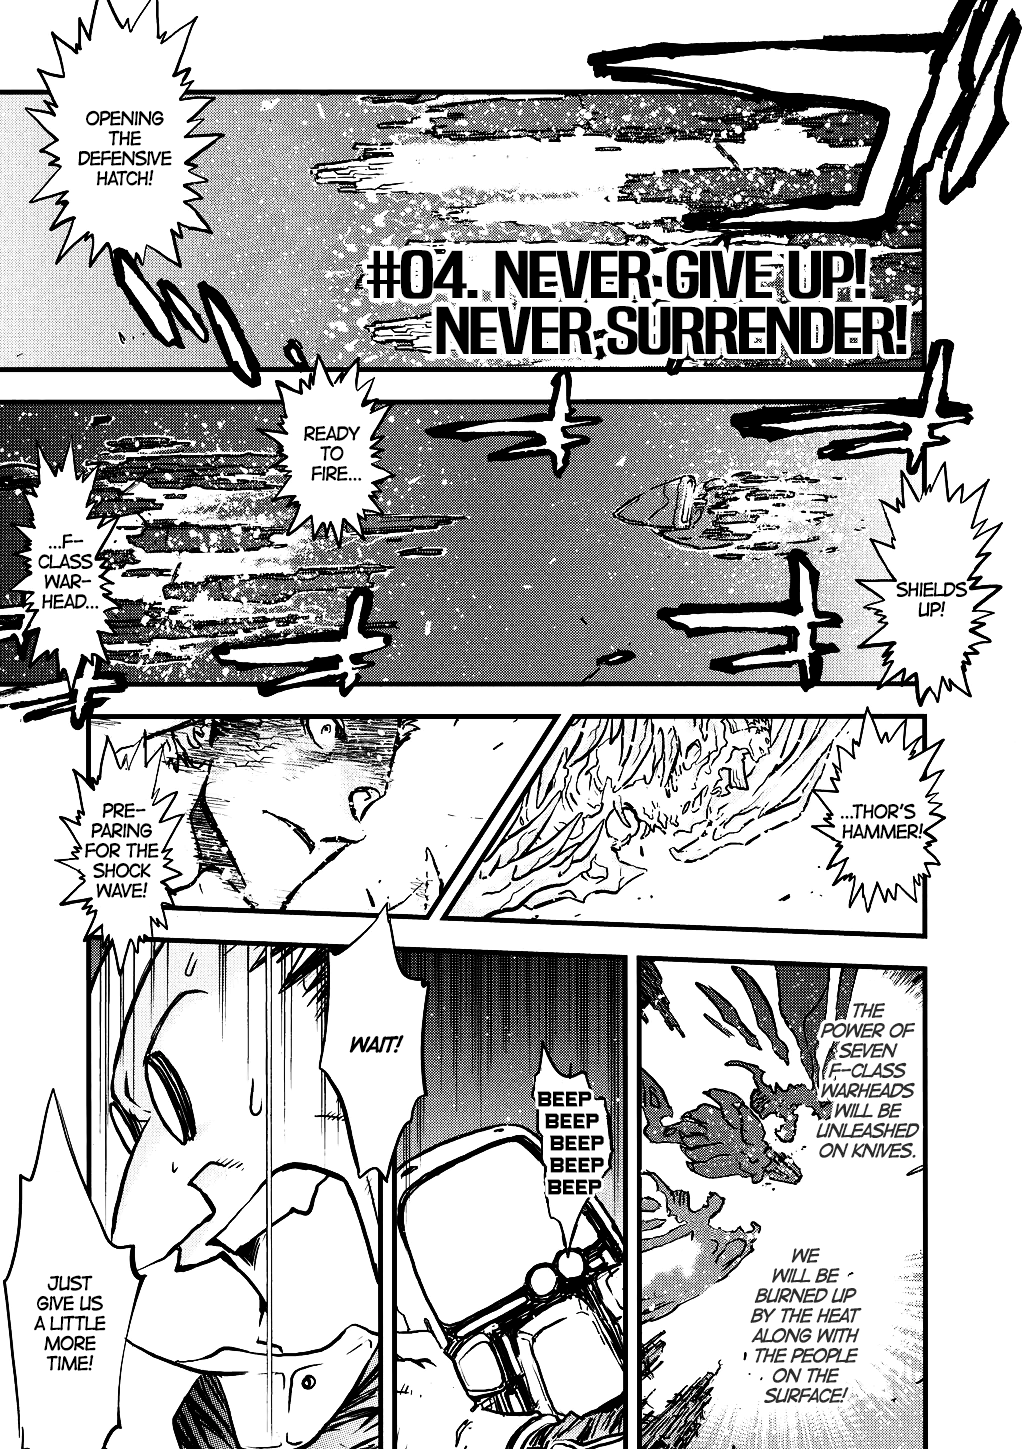 #04. NEVER GIVE UP!
NEVER SURRENDER!
OPENING
THE
DEFENSIVE
HATCH!
SHIELDS
UP!
READY
TO
FIRE...
...F-
CLASS
WAR-
HEAD...
...THOR'S
HAMMER!
PRE-
PARING
FOR THE
SHOCK
WAVE!
THE
POWER OF
SEVEN
F-CLASS
WARHEADS
WILL BE
UNLEASHED
ON KNIVES.
WE
WILL BE
BURNED UP
BY THE HEAT
ALONG WITH
THE PEOPLE
ON THE
SURFACE!
BEEP
BEEP
BEEP
BEEP
BEEP
WAIT!
JUST
GIVE US
A LITTLE
MORE
TIME!